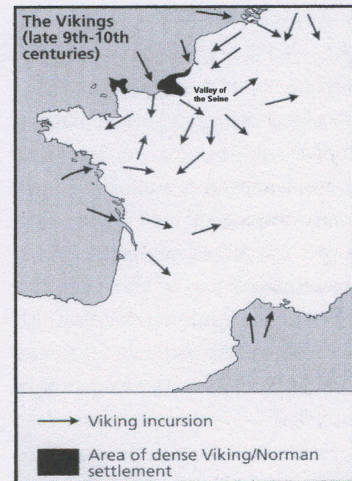 The Vikings
(late 9th-10th
centuries)
Valley of
the Seine
Viking incursion
Area of dense Viking/Norman
settlement